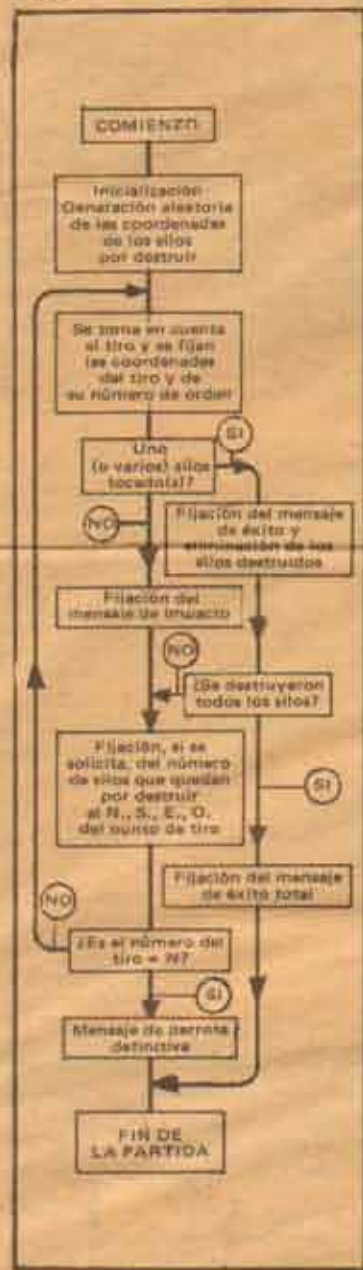 COMIENZO
Inicialización
Generación aleatoria
de las coordenadas
de los silos
por destruir
Se toma en cuenta
el tiro y se fijan
las coordenadas
del tiro y de
su número de orden
Uno
(o varios) silos
tocado(s)?
SI
NO
Fijación del mensaje
de éxito y
eliminación de los
silos destruidos
Fijación del
mensaje de impacto
NO
¿Se destruyeron
todos los silos?
Fijación, si se
solicita, del número
de silos que quedan
por destruir
al N., S., E., O.
del punto de tiro
SI
Fijación del mensaje
de éxito total
NO
¿Es el número del
tiro = N?
SI
Mensaje de derrota
definitiva
FIN DE
LA PARTIDA